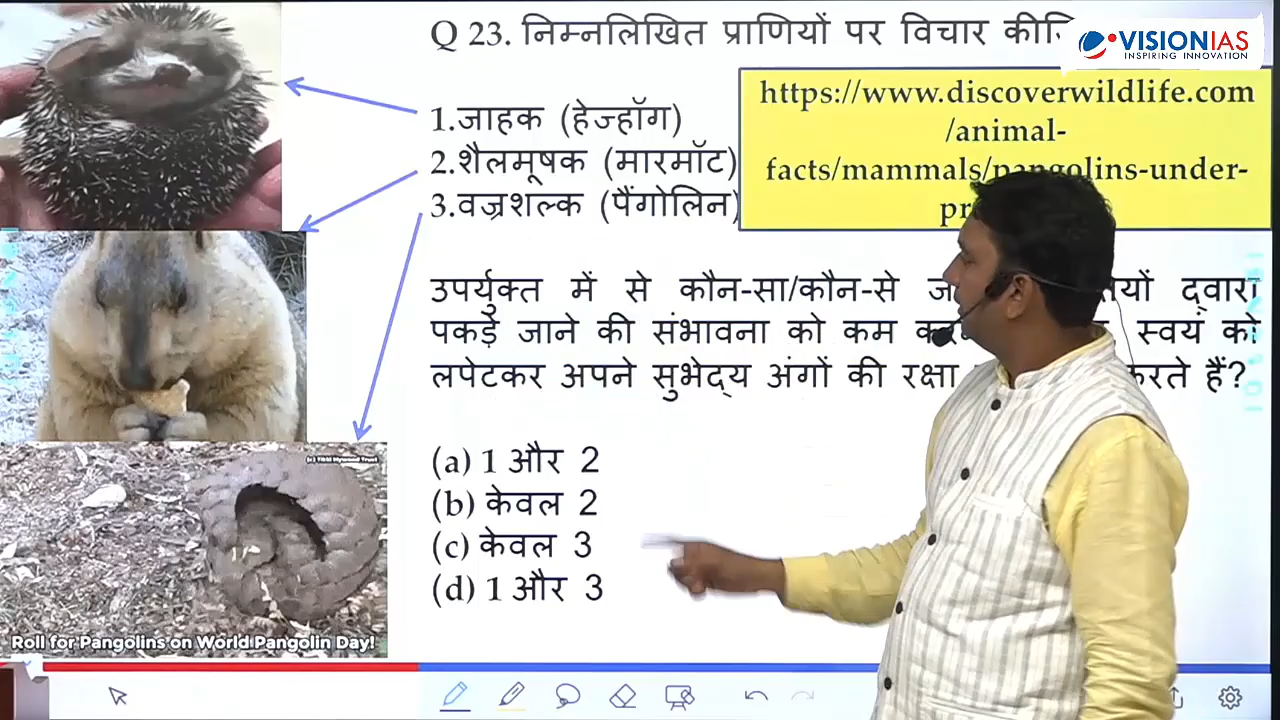 Q 23. निम्नलिखित प्राणियों पर विचार
VISIONIAS
INSPIRING INNOVATION
1.जाहक (हेज्हॉग)
2.शैलमूषक (मारमॉट)
3.वज्रशल्क (पैंगोलिन)
https://www.discoverwildlife.com
/animal-
facts/mammals/pangolins-under-
उपर्युक्त में से कौन-सा/कौन-से द्वारा
पकड़े जाने की संभावना को कम स्वयं को
लपेटकर अपने सुभेद्य अंगों की रक्षा करते हैं?
(a) 1 और 2
(b) केवल 2
(c) केवल 3
(d) 1 और 3
Roll for Pangolins on World Pangolin Day!